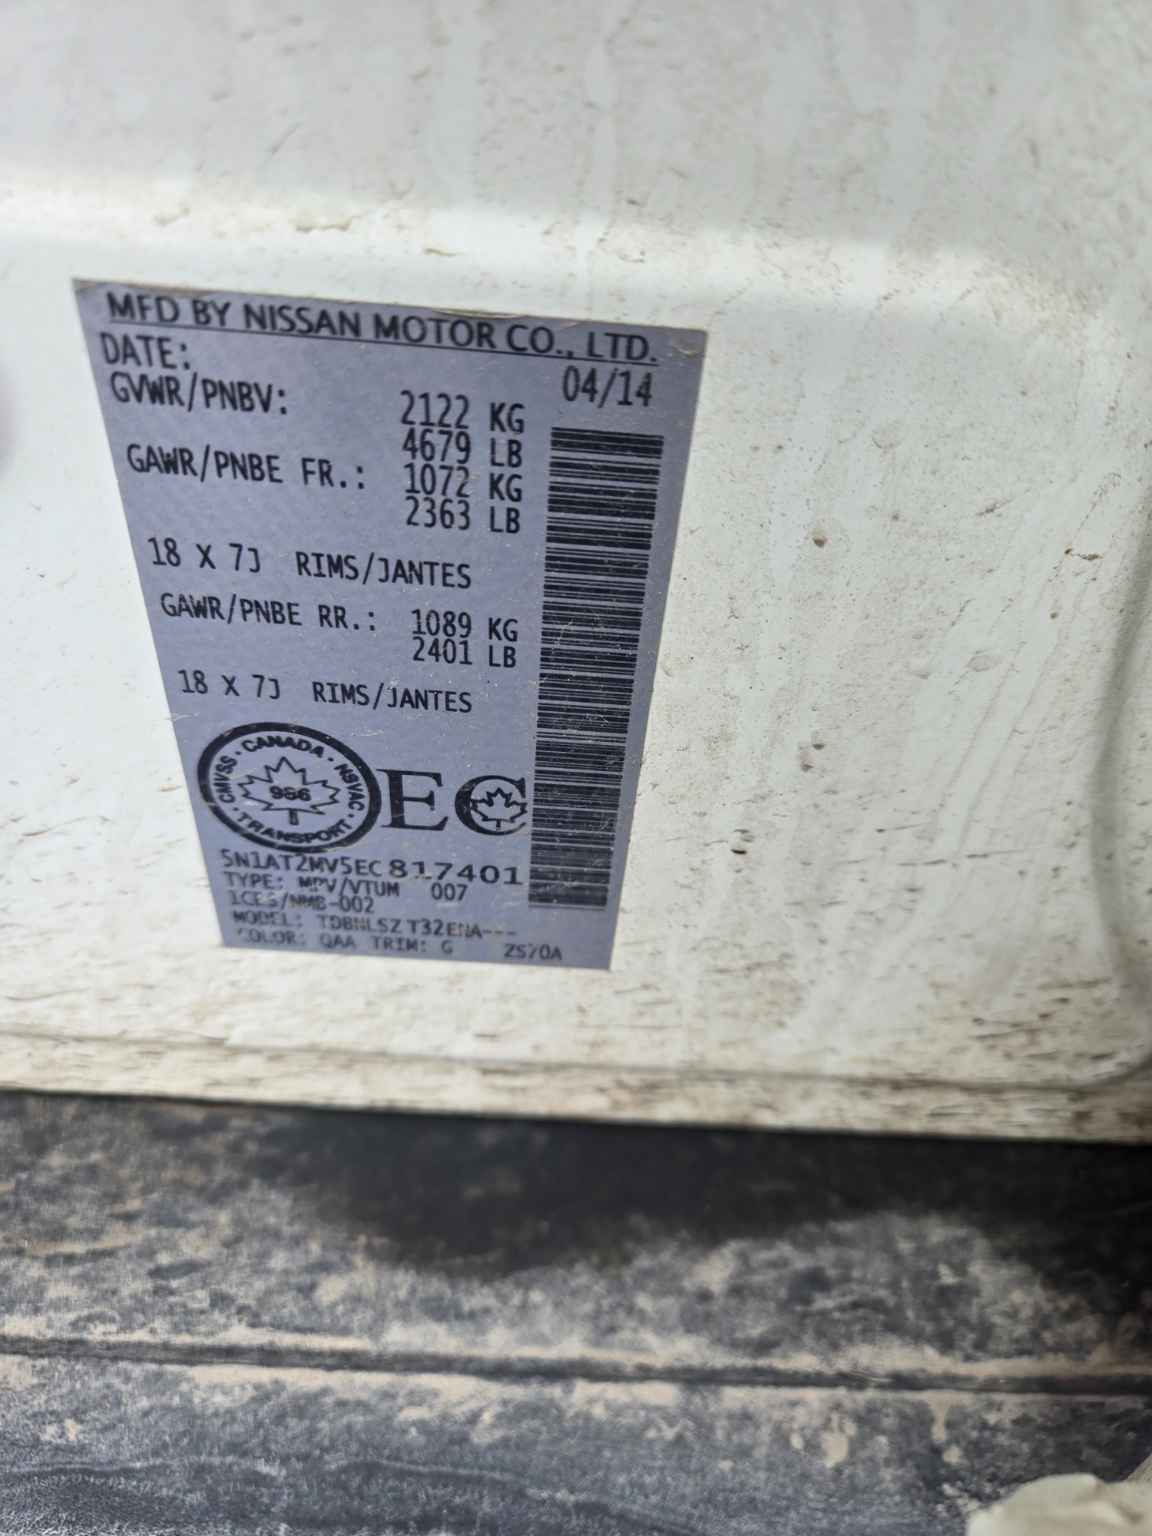 MFD BY NISSAN MOTOR CO., LTD.
DATE: 04/14
GVWR/PNBV: 2122 KG
4679 LB
GAWR/PNBE FR.: 1072 KG
2363 LB
18 X 7J RIMS/JANTES
GAWR/PNBE RR.: 1089 KG
2401 LB
18 X 7J RIMS/JANTES
CANADA · NSVAC · TRANSPORT · CMVSS ·
986
EC
5N1AT2MV5EC817401
TYPE: MPV/VTUM 007
ICES/NMB-002
MODEL: TDBNLSZ T32ENA---
COLOR: QAA TRIM: G ZS70A